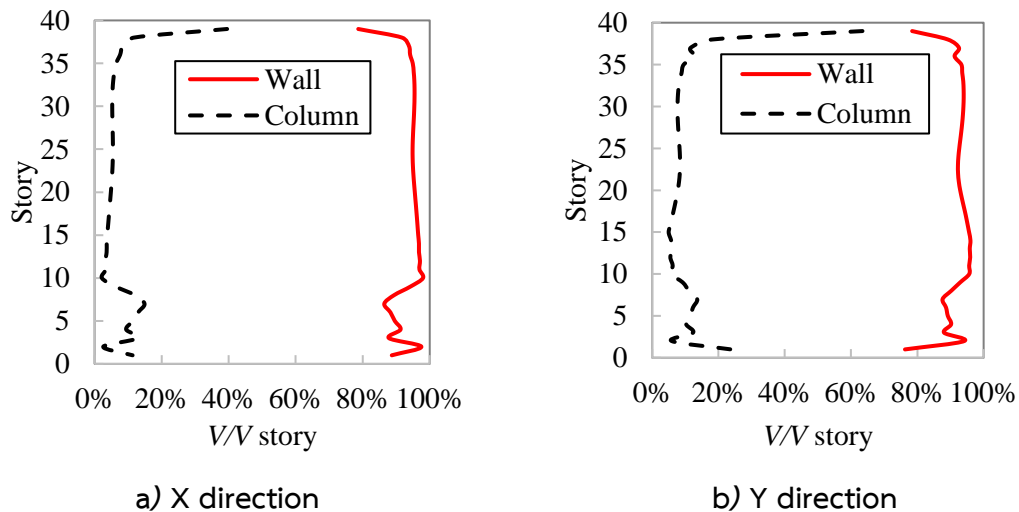 40
35
30
25
20
15
10
5
0
Story
Wall
Column
0% 20% 40% 60% 80% 100%
V/V story
a) X direction
40
35
30
25
20
15
10
5
0
Story
Wall
Column
0% 20% 40% 60% 80% 100%
V/V story
b) Y direction